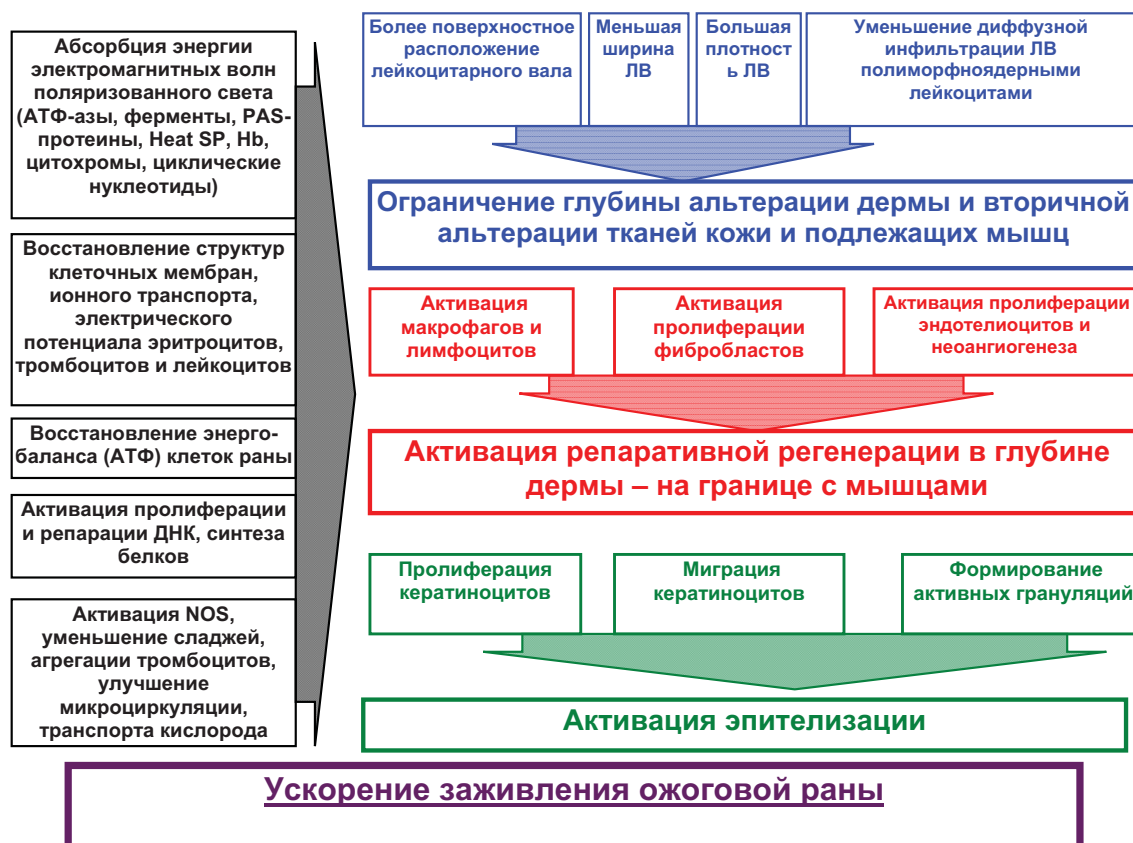 Абсорбция энергии
электромагнитных волн
поляризованного света
(АТФ-азы, ферменты, PAS-
протеины, Heat SP, Hb,
цитохромы, циклические
нуклеотиды)
Восстановление структур
клеточных мембран,
ионного транспорта,
электрического
потенциала эритроцитов,
тромбоцитов и лейкоцитов
Восстановление энерго-
баланса (АТФ) клеток раны
Активация пролиферации
и репарации ДНК, синтеза
белков
Активация NOS,
уменьшение сладжей,
агрегации тромбоцитов,
улучшение
микроциркуляции,
транспорта кислорода
Более поверхностное
расположение
лейкоцитарного вала
Меньшая
ширина
ЛВ
Большая
плотност
ь ЛВ
Уменьшение диффузной
инфильтрации ЛВ
полиморфноядерными
лейкоцитами
Ограничение глубины альтерации дермы и вторичной
альтерации тканей кожи и подлежащих мышц
Активация
макрофагов и
лимфоцитов
Активация
пролиферации
фибробластов
Активация пролиферации
эндотелиоцитов и
неоангиогенеза
Активация репаративной регенерации в глубине
дермы – на границе с мышцами
Пролиферация
кератиноцитов
Миграция
кератиноцитов
Формирование
активных грануляций
Активация эпителизации
Ускорение заживления ожоговой раны